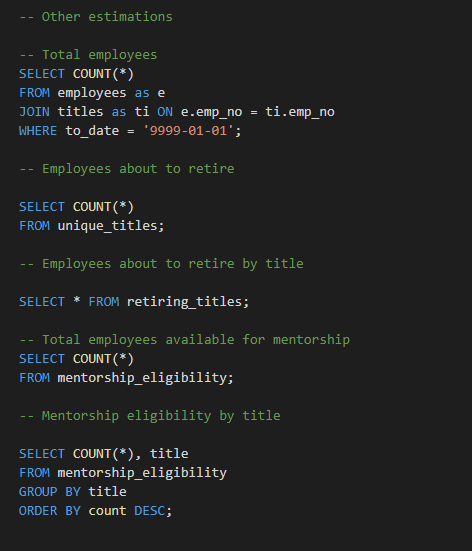 -- Other estimations
-- Total employees
SELECT COUNT(*)
FROM employees as e
JOIN titles as ti ON e.emp_no = ti.emp_no
WHERE to_date = '9999-01-01';
-- Employees about to retire
SELECT COUNT(*)
FROM unique_titles;
-- Employees about to retire by title
SELECT * FROM retiring_titles;
-- Total employees available for mentorship
SELECT COUNT(*)
FROM mentorship_eligibility;
-- Mentorship eligibility by title
SELECT COUNT(*), title
FROM mentorship_eligibility
GROUP BY title
ORDER BY count DESC;